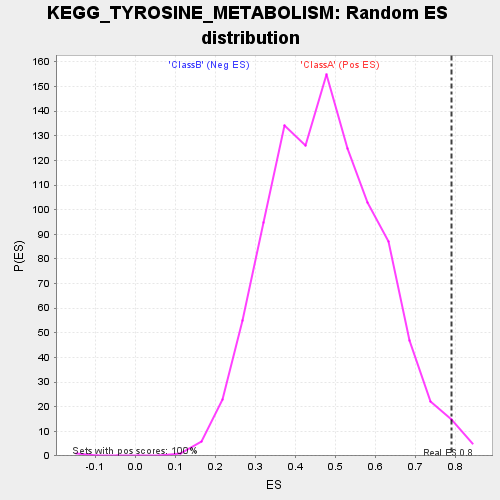 KEGG_TYROSINE_METABOLISM: Random ES
distribution
'ClassB' (Neg ES)
'ClassA' (Pos ES)
160
150
140
130
120
110
100
90
80
70
60
50
40
30
20
10
0
P(ES)
Sets with pos scores: 100%
Real ES 0.8
-0.1 0.0 0.1 0.2 0.3 0.4 0.5 0.6 0.7 0.8
ES